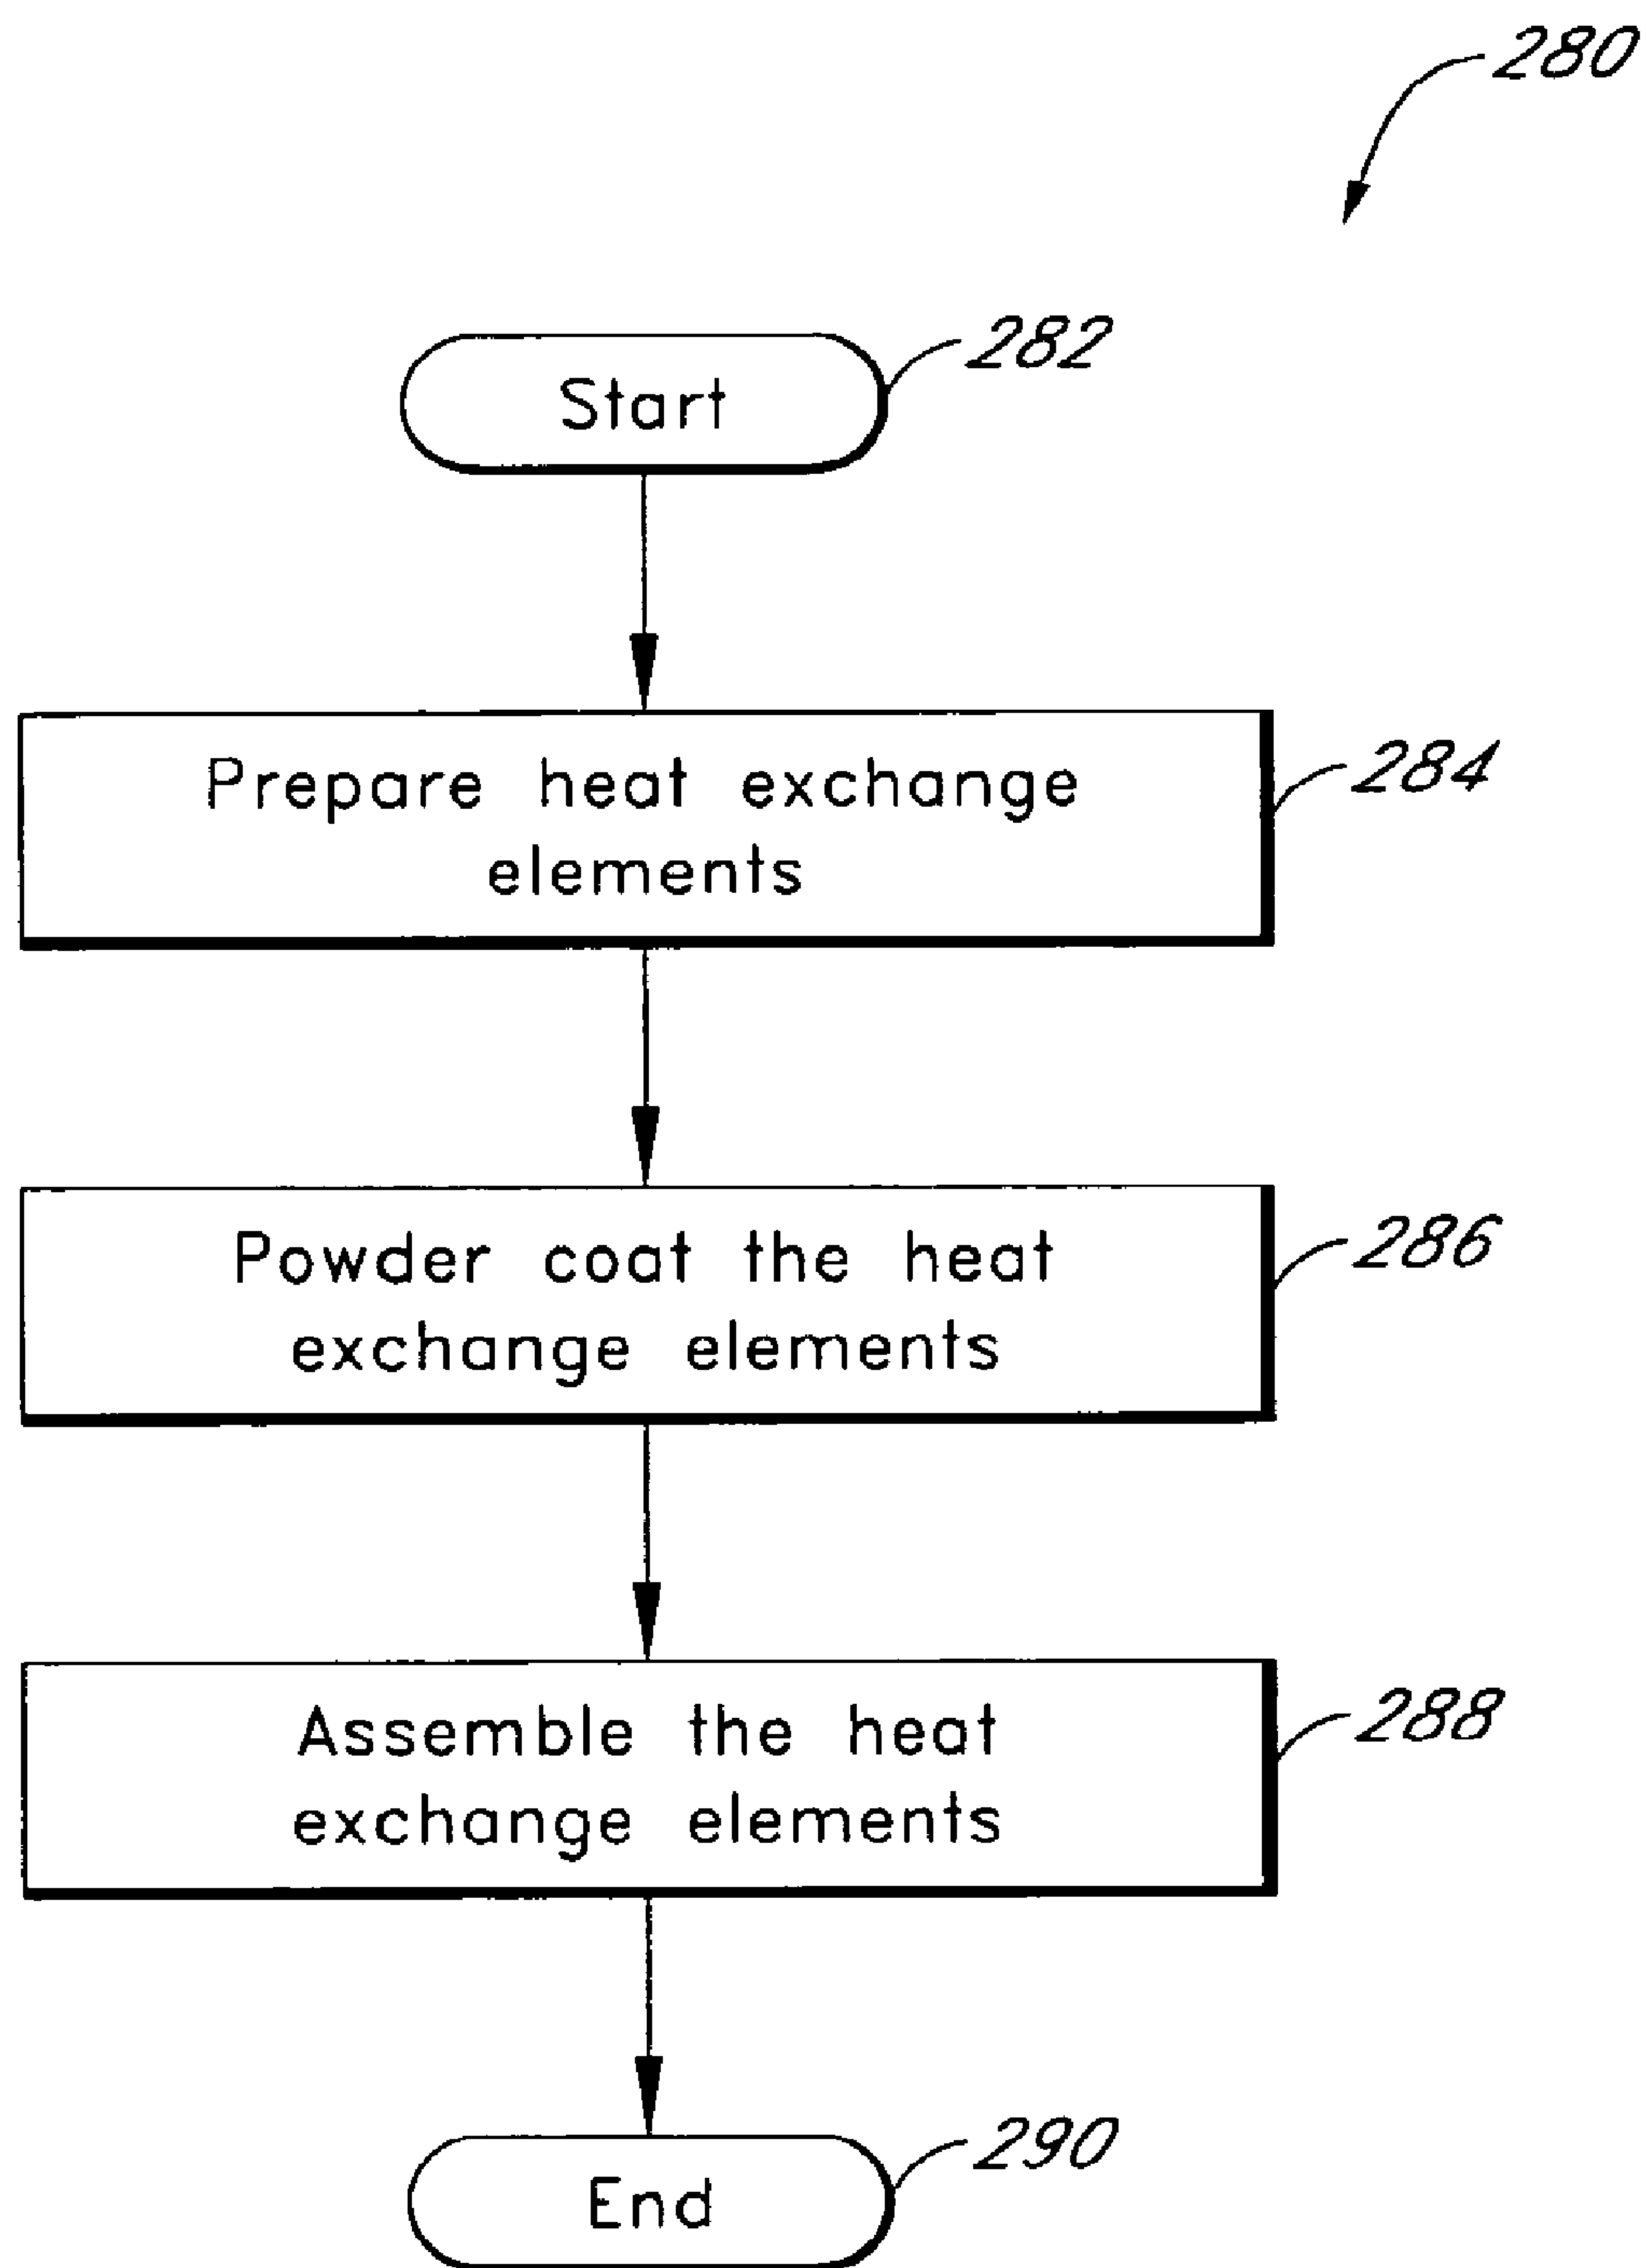 280
Start
282
Prepare heat exchange
elements
284
Powder coat the heat
exchange elements
286
Assemble the heat
exchange elements
288
End
290